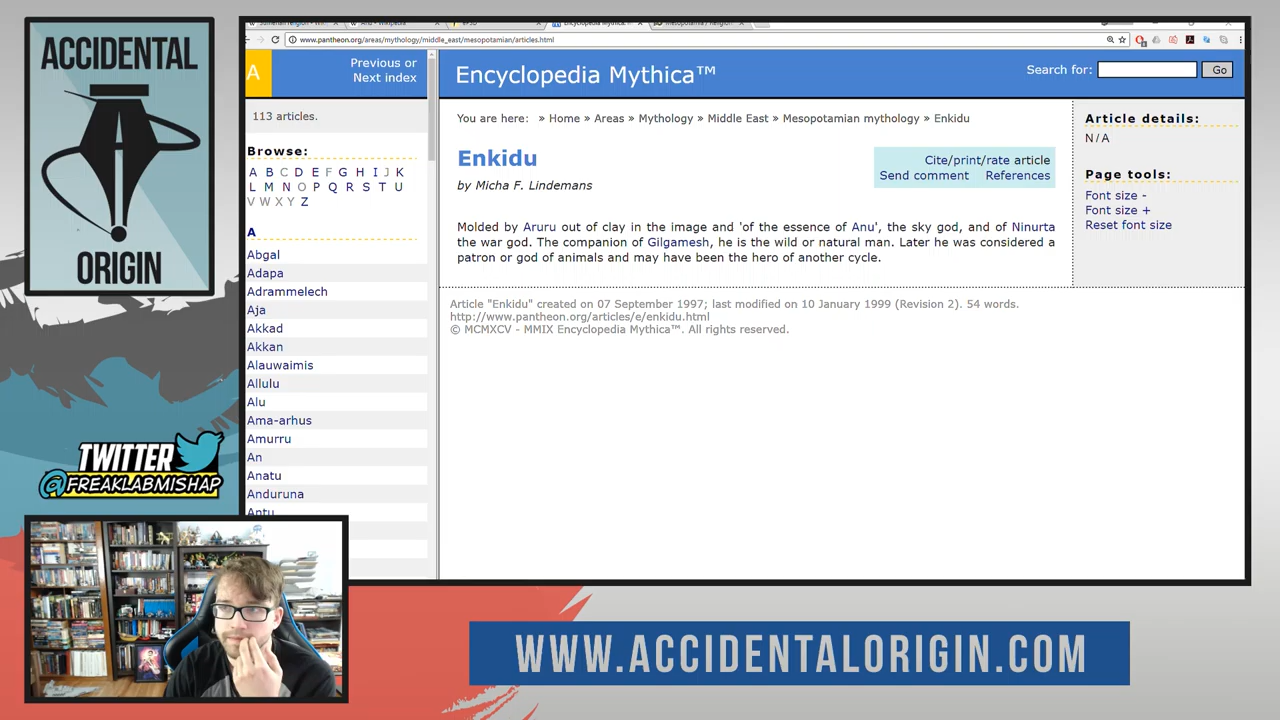 ACCIDENTAL
ORIGIN
TWITTER
@FREAKLABMISHAP
www.pantheon.org/areas/mythology/middle_east/mesopotamian/articles.html
A
Previous or
Next index
113 articles.
Browse:
A B C D E F G H I J K
L M N O P Q R S T U
V W X Y Z
A
Abgal
Adapa
Adrammelech
Aja
Akkad
Akkan
Alauwaimis
Allulu
Alu
Ama-arhus
Amurru
An
Anatu
Anduruna
Antu
Encyclopedia Mythica™
Search for:
Go
You are here: » Home » Areas » Mythology » Middle East » Mesopotamian mythology » Enkidu
Enkidu
by Micha F. Lindemans
Cite/print/rate article
Send comment References
Molded by Aruru out of clay in the image and 'of the essence of Anu', the sky god, and of Ninurta
the war god. The companion of Gilgamesh, he is the wild or natural man. Later he was considered a
patron or god of animals and may have been the hero of another cycle.
Article "Enkidu" created on 07 September 1997; last modified on 10 January 1999 (Revision 2). 54 words.
http://www.pantheon.org/articles/e/enkidu.html
© MCMXCV - MMIX Encyclopedia Mythica™. All rights reserved.
Article details:
N/A
Page tools:
Font size -
Font size +
Reset font size
WWW.ACCIDENTALORIGIN.COM